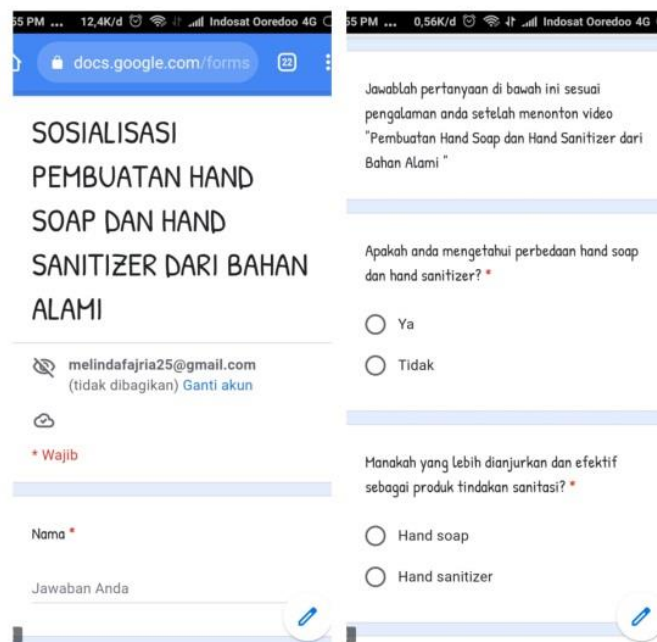 55 PM ... 12,4K/d Indosat Ooredoo 4G
docs.google.com/forms 22
SOSIALISASI
PEMBUATAN HAND
SOAP DAN HAND
SANITIZER DARI BAHAN
ALAMI
melindafajria25@gmail.com
(tidak dibagikan) Ganti akun
* Wajib
Nama *
Jawaban Anda
55 PM ... 0,56K/d Indosat Ooredoo 4G
Jawablah pertanyaan di bawah ini sesuai
pengalaman anda setelah menonton video
"Pembuatan Hand Soap dan Hand Sanitizer dari
Bahan Alami "
Apakah anda mengetahui perbedaan hand soap
dan hand sanitizer? *
Ya
Tidak
Manakah yang lebih dianjurkan dan efektif
sebagai produk tindakan sanitasi? *
Hand soap
Hand sanitizer